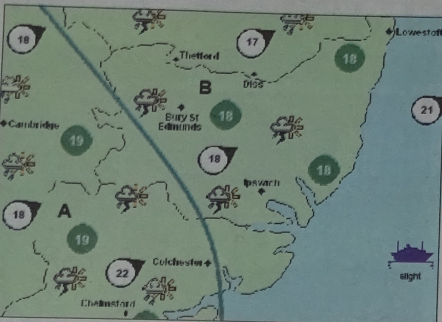 18
17
Lowestoft
Thetford
18
Diss
B
21
Bury St
Edmunds
18
Cambridge
19
18
18
Ipswich
18
A
19
22
Colchester
slight
Chelmsford